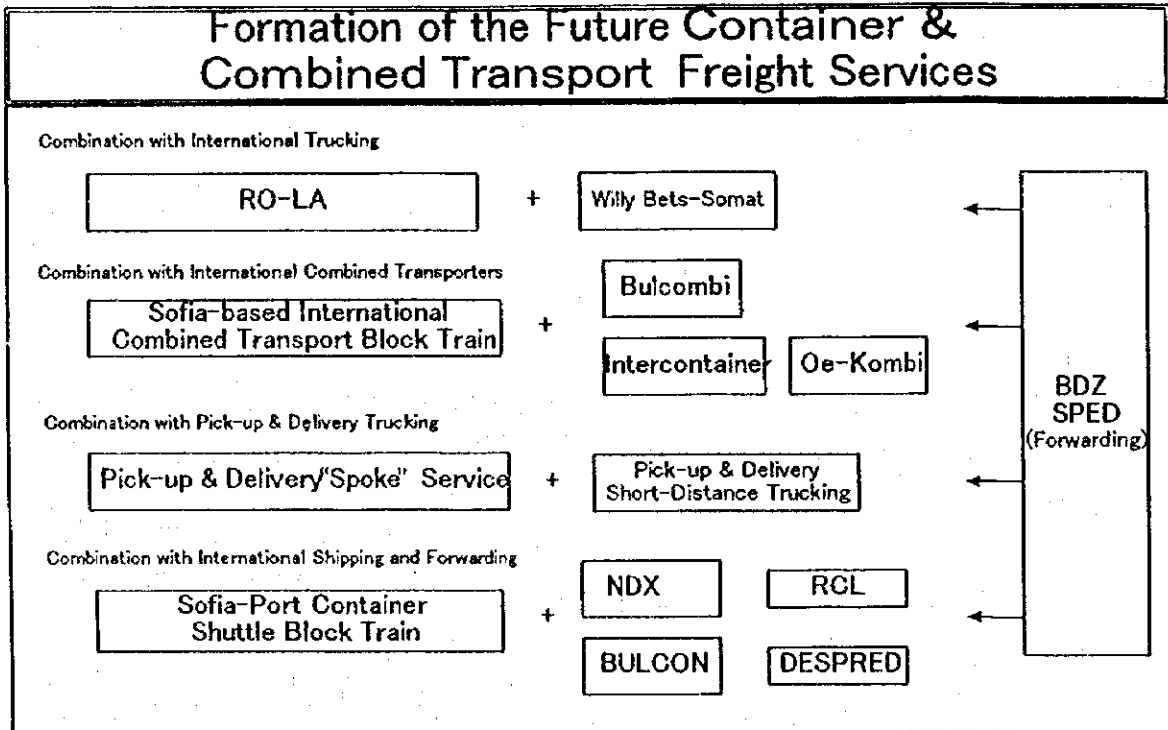 Formation of the Future Container &
Combined Transport Freight Services
Combination with International Trucking
RO-LA
+
Willy Bets-Somat
Combination with International Combined Transporters
Sofia-based International
Combined Transport Block Train
+
Bulcombi
Intercontainer
Oe-Kombi
BDZ
SPED
(Forwarding)
Combination with Pick-up & Delivery Trucking
Pick-up & Delivery"Spoke" Service
+
Pick-up & Delivery
Short-Distance Trucking
Combination with International Shipping and Forwarding
Sofia-Port Container
Shuttle Block Train
+
NDX
RCL
BULCON
DESPRED